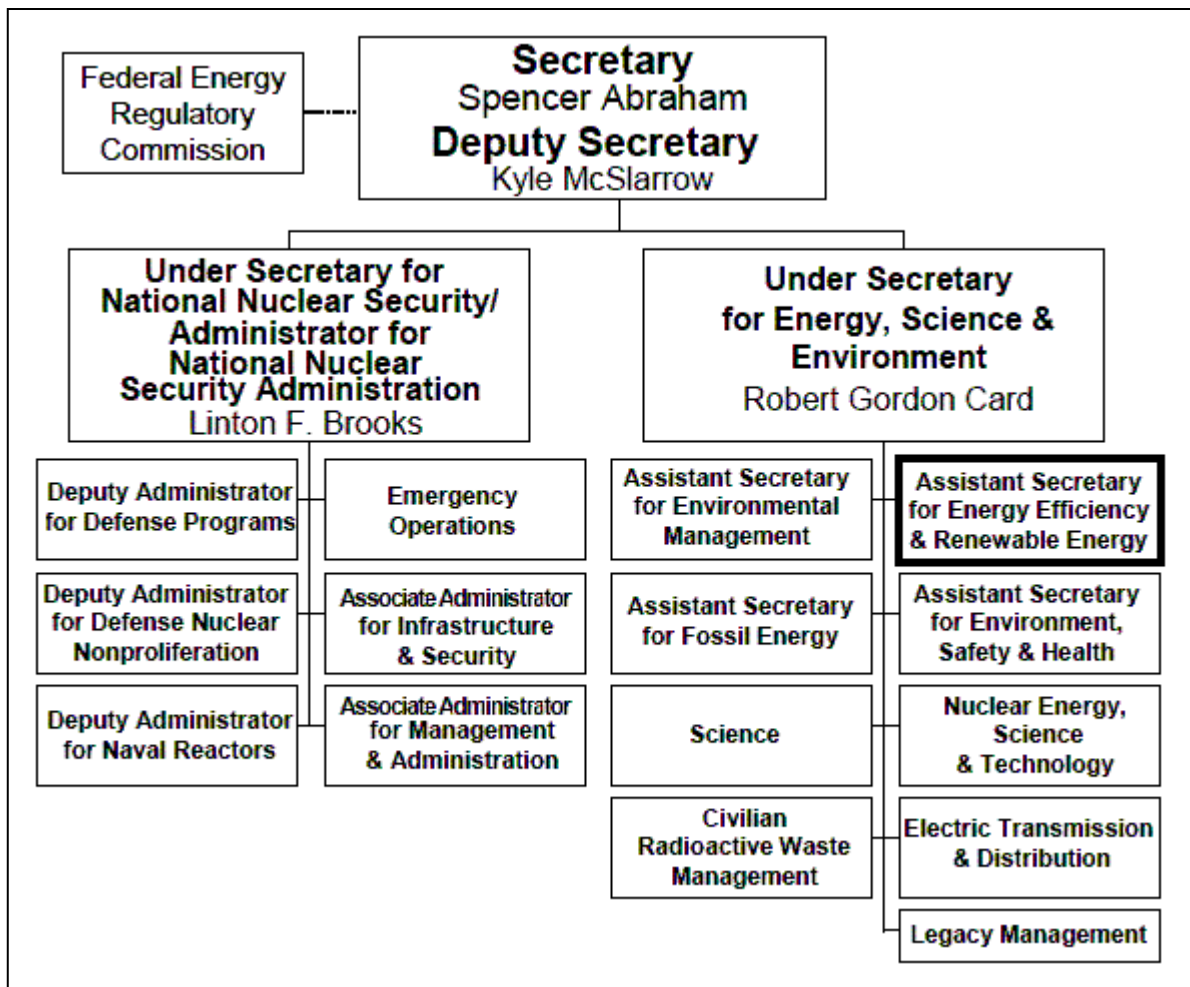 Federal Energy
Regulatory
Commission
Secretary
Spencer Abraham
Deputy Secretary
Kyle McSlarrow
Under Secretary for
National Nuclear Security/
Administrator for
National Nuclear
Security Administration
Linton F. Brooks
Under Secretary
for Energy, Science &
Environment
Robert Gordon Card
Deputy Administrator
for Defense Programs
Emergency
Operations
Deputy Administrator
for Defense Nuclear
Nonproliferation
Associate Administrator
for Infrastructure
& Security
Deputy Administrator
for Naval Reactors
Associate Administrator
for Management
& Administration
Assistant Secretary
for Environmental
Management
Assistant Secretary
for Energy Efficiency
& Renewable Energy
Assistant Secretary
for Fossil Energy
Assistant Secretary
for Environment,
Safety & Health
Science
Nuclear Energy,
Science
& Technology
Civilian
Radioactive Waste
Management
Electric Transmission
& Distribution
Legacy Management